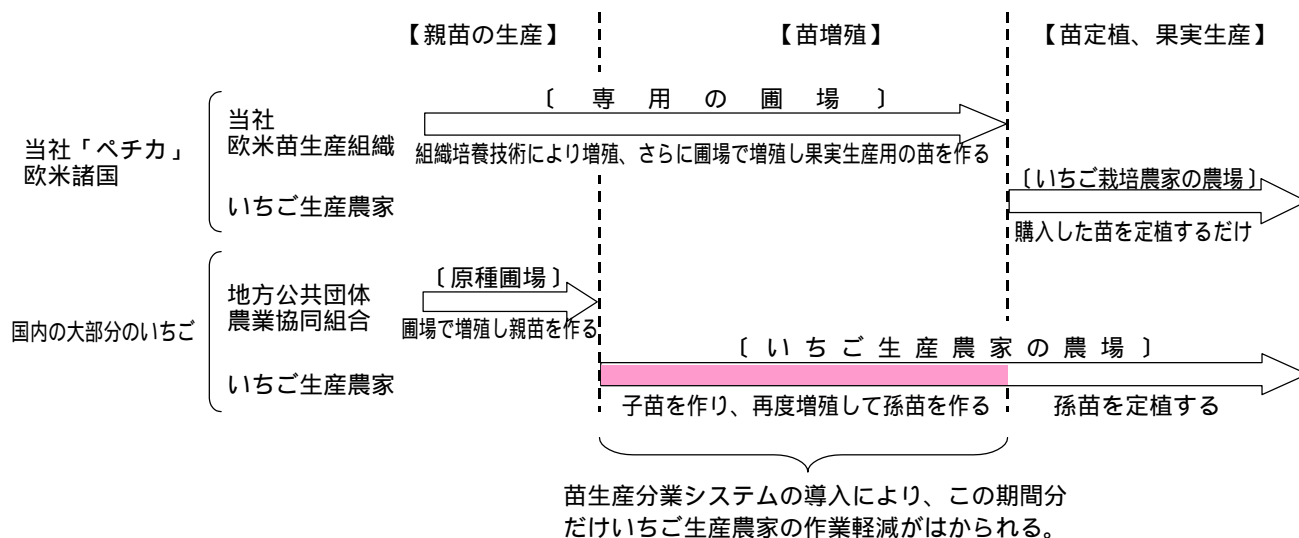 【親苗の生産】
【苗増殖】
【苗定植、果実生産】
当社「ペチカ」
欧米諸国
当社
欧米苗生産組織
〔専用の圃場〕
組織培養技術により増殖、さらに圃場で増殖し果実生産用の苗を作る
いちご生産農家
〔いちご栽培農家の農場〕
購入した苗を定植するだけ
国内の大部分のいちご
地方公共団体
農業協同組合
〔原種圃場〕
圃場で増殖し親苗を作る
いちご生産農家
〔いちご生産農家の農場〕
子苗を作り、再度増殖して孫苗を作る
孫苗を定植する
苗生産分業システムの導入により、この期間分
だけいちご生産農家の作業軽減がはかられる。